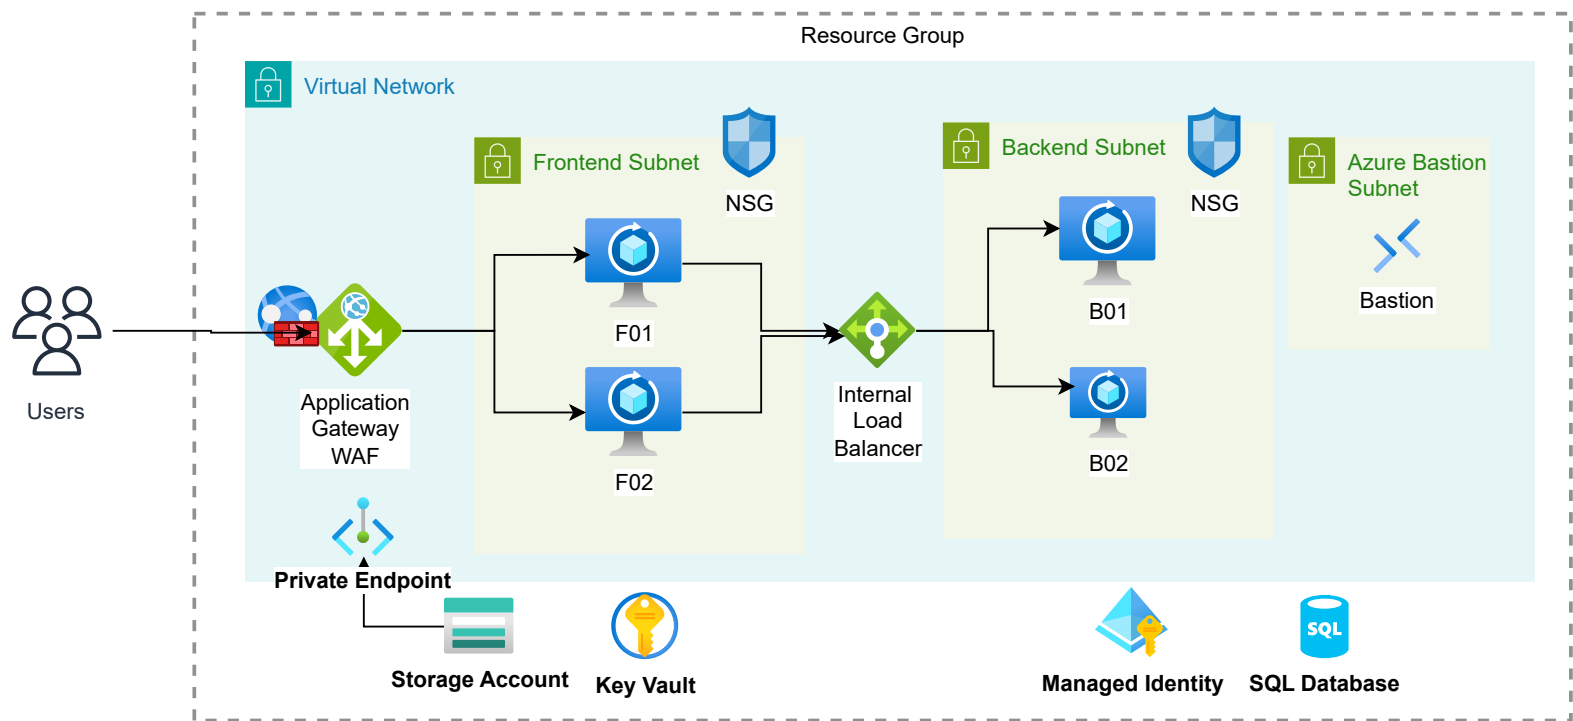 Resource Group
Virtual Network
Frontend Subnet
NSG
Backend Subnet
NSG
Azure Bastion
Subnet
Bastion
F01
B01
Users
Application
Gateway
WAF
F02
Internal
Load
Balancer
B02
Private Endpoint
Storage Account
Key Vault
Managed Identity
SQL
SQL Database